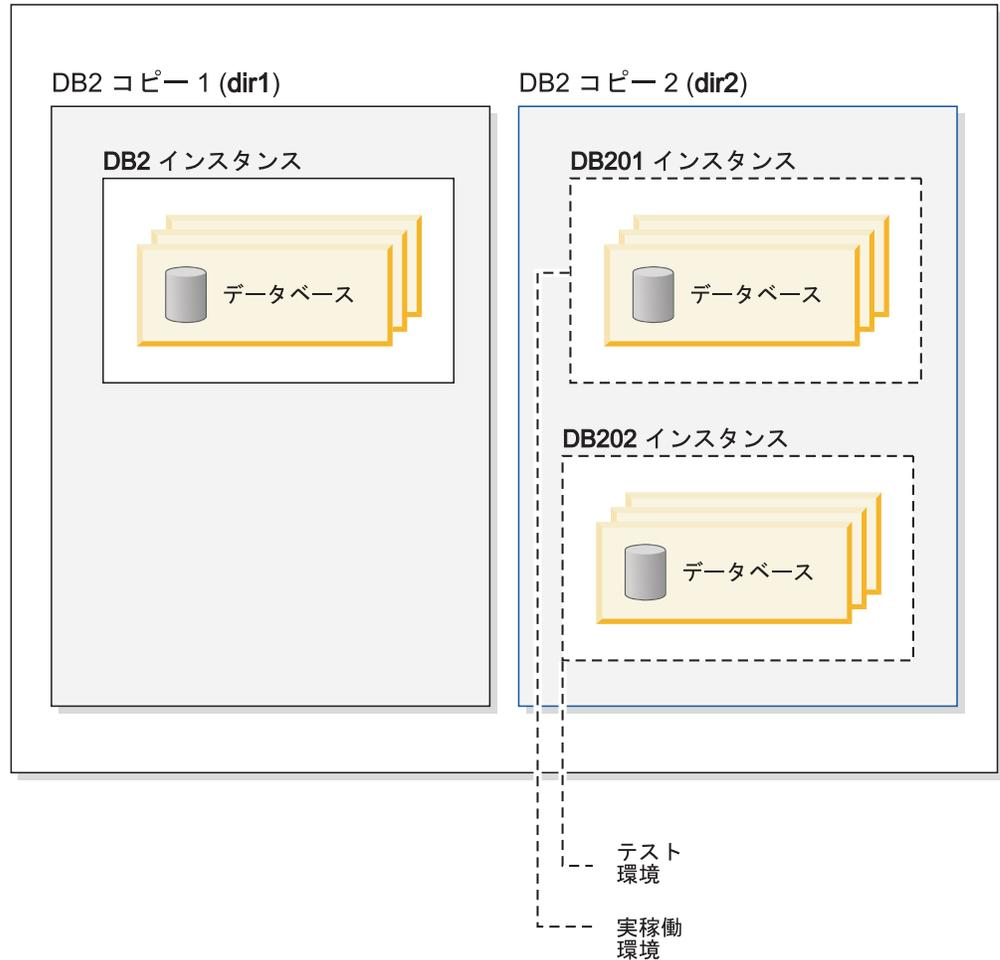 DB2 コピー 1 (dir1)
DB2 インスタンス
データベース
DB2 コピー 2 (dir2)
DB201 インスタンス
データベース
DB202 インスタンス
データベース
テスト
環境
実稼働
環境